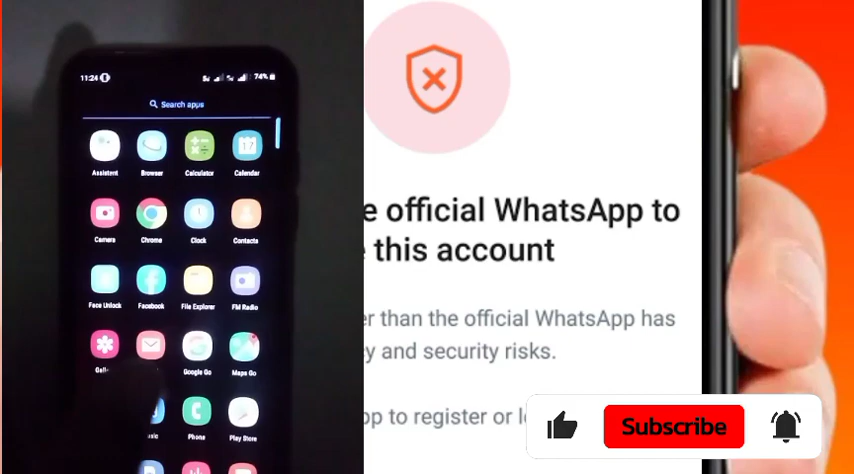 11:24
74%
Search apps
Assistent
Browser
Calculator
17
Calendar
Camera
Chrome
Clock
Contacts
Face Unlock
Facebook
File Explorer
FM Radio
Google Go
Maps Go
Phone
Play Store
e official WhatsApp to
this account
er than the official WhatsApp has
y and security risks.
to register or
Subscribe